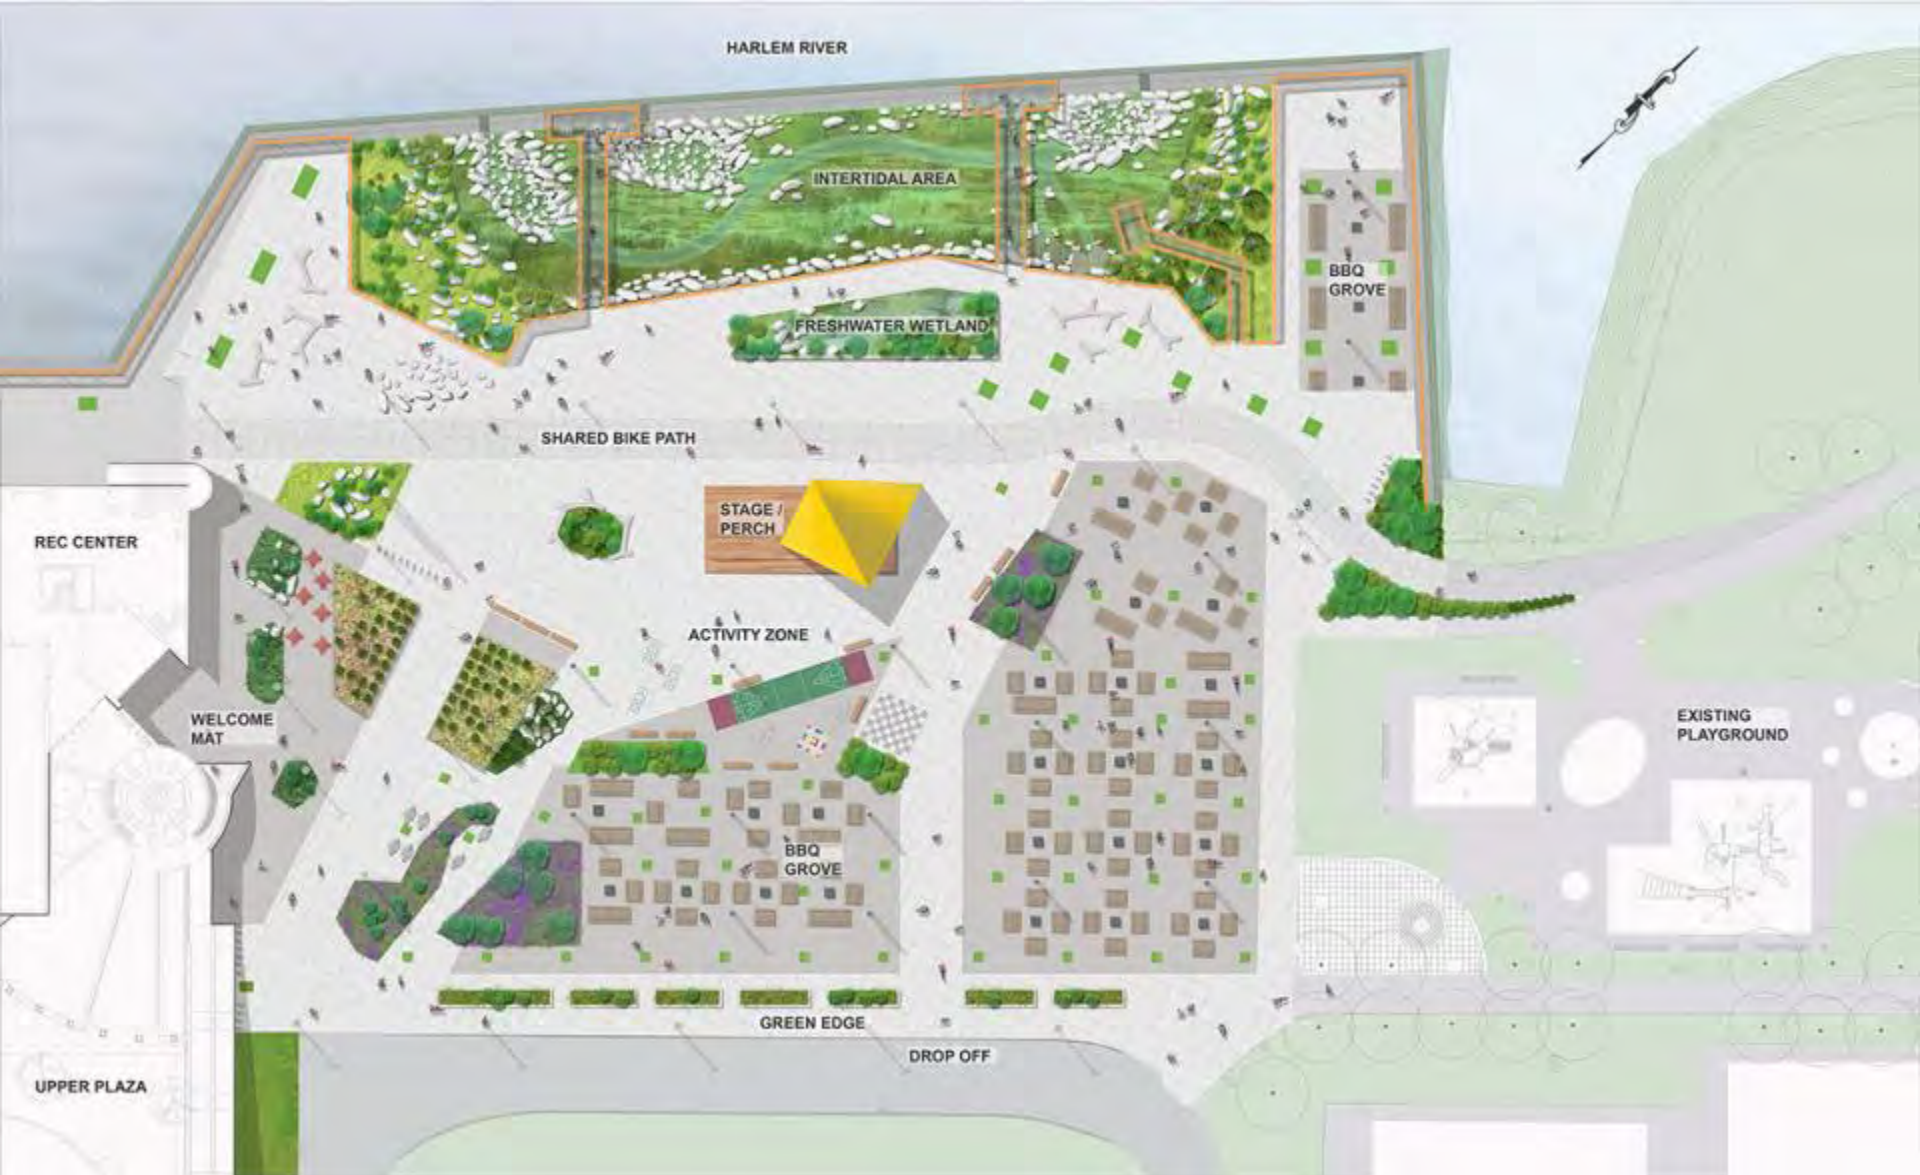 HARLEM RIVER
INTERTIDAL AREA
BBQ
GROVE
FRESHWATER WETLAND
SHARED BIKE PATH
STAGE /
PERCH
REC CENTER
ACTIVITY ZONE
WELCOME
MAT
EXISTING
PLAYGROUND
BBQ
GROVE
GREEN EDGE
DROP OFF
UPPER PLAZA